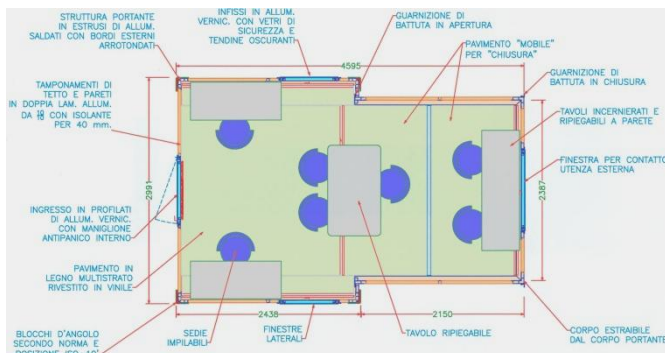 STRUTTURA PORTANTE
IN ESTRUSI DI ALLUM.
SALDATI CON BORDI ESTERNI
ARROTONDATI
INFISSI IN ALLUM.
VERNIC. CON VETRI DI
SICUREZZA E
TENDINE OSCURANTI
GUARNIZIONE DI
BATTUTA IN APERTURA
PAVIMENTO "MOBILE"
PER "CHIUSURA"
4595
GUARNIZIONE DI
BATTUTA IN CHIUSURA
TAMPONAMENTI DI
TETTO E PARETI
IN DOPPIA LAM. ALLUM.
DA CON ISOLANTE
PER 40 mm.
TAVOLI INCERNIERATI E
RIPIEGABILI A PARETE
2991
2387
FINESTRA PER CONTATTO
UTENZA ESTERNA
INGRESSO IN PROFILATI
DI ALLUM. VERNIC.
CON MANIGLIONE
ANTIPANICO INTERNO
PAVIMENTO IN
LEGNO MULTISTRATO
RIVESTITO IN VINILE
2438
2150
BLOCCHI D'ANGOLO
SECONDO NORMA E
POSIZIONE ISO 10'
SEDIE
IMPILABILI
FINESTRE
LATERALI
TAVOLO RIPIEGABILE
CORPO ESTRAIBILE
DAL CORPO PORTANTE